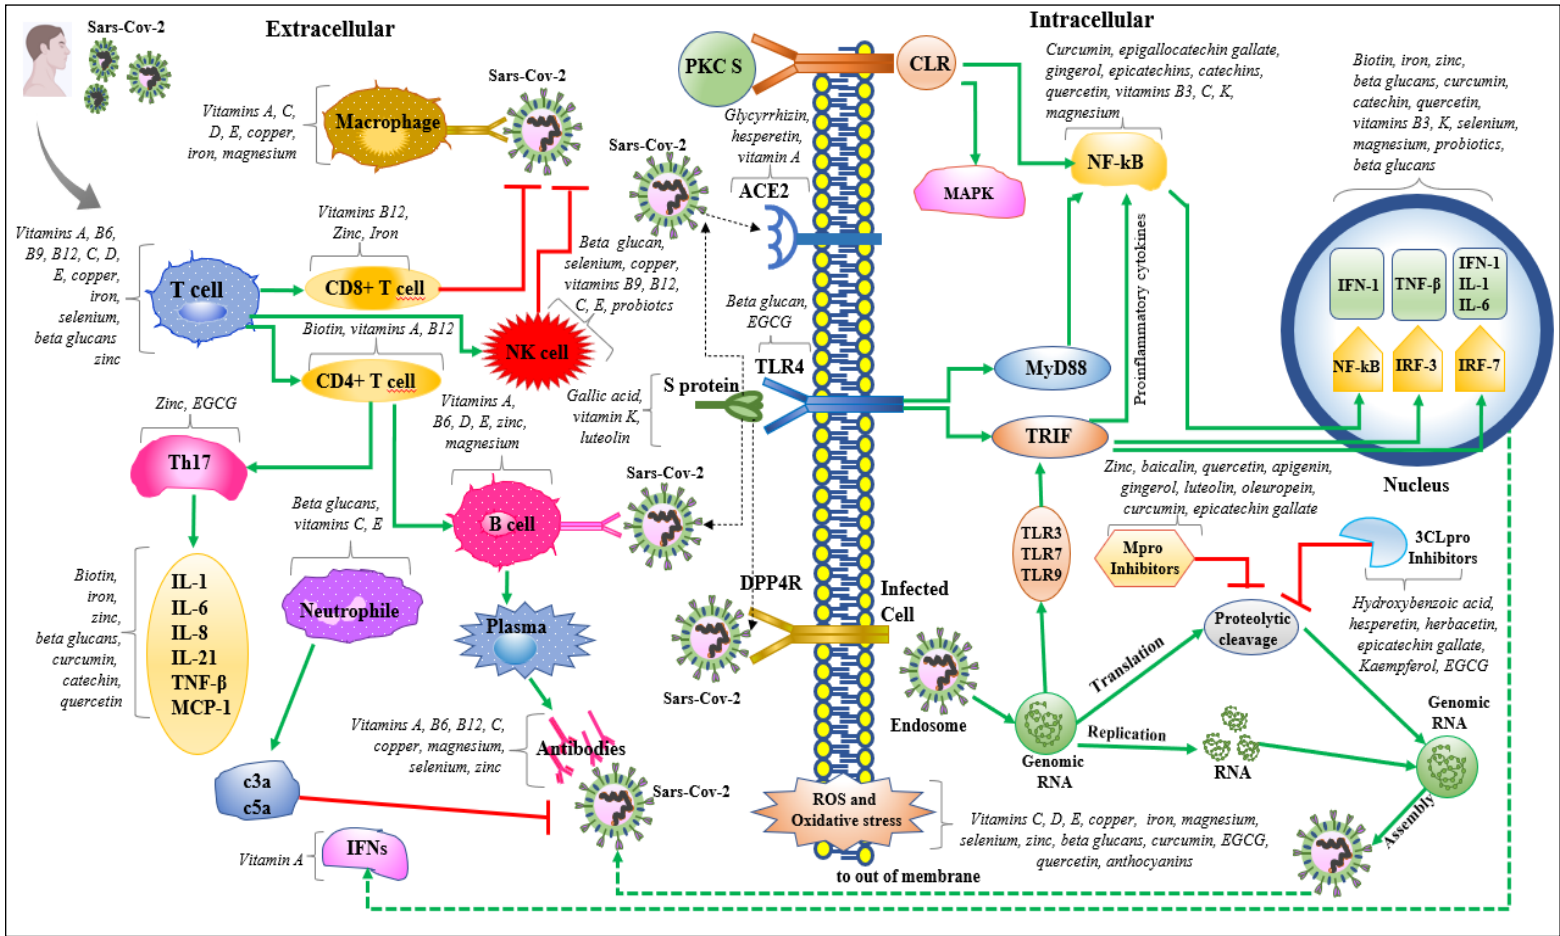 Sars-Cov-2
Extracellular
Intracellular
Sars-Cov-2
Vitamins A, C,
D, E, copper,
iron, magnesium
Macrophage
PKC S
CLR
Curcumin, epigallocatechin gallate,
gingerol, epicatechins, catechins,
quercetin, vitamins B3, C, K,
magnesium
NF-kB
MAPK
Biotin, iron, zinc,
beta glucans, curcumin,
catechin, quercetin,
vitamins B3, K, selenium,
magnesium, probiotics,
beta glucans
Glycyrrhizin,
hesperetin,
vitamin A
ACE2
Sars-Cov-2
Vitamins A, B6,
B9, B12, C, D,
E, copper,
iron,
selenium,
beta glucans
zinc
T cell
Vitamins B12,
Zinc, Iron
CD8+ T cell
Biotin, vitamins A, B12
CD4+ T cell
Beta glucan,
selenium, copper,
vitamins B9, B12,
C, E, probiotcs
NK cell
Beta glucan,
EGCG
TLR4
S protein
Gallic acid,
vitamin K,
luteolin
MyD88
TRIF
Proinflammatory cytokines
IFN-1
TNF-β
IFN-1
IL-1
IL-6
NF-kB
IRF-3
IRF-7
Nucleus
Zinc, EGCG
Th17
Vitamins A,
B6, D, E, zinc,
magnesium
B cell
Sars-Cov-2
Beta glucans,
vitamins C, E
Neutrophile
Plasma
Biotin,
iron,
zinc,
beta glucans,
curcumin,
catechin,
quercetin
IL-1
IL-6
IL-8
IL-21
TNF-β
MCP-1
Zinc, baicalin, quercetin, apigenin,
gingerol, luteolin, oleuropein,
curcumin, epicatechin gallate
TLR3
TLR7
TLR9
Mpro
Inhibitors
3CLpro
Inhibitors
Hydroxybenzoic acid,
hesperetin, herbacetin,
epicatechin gallate,
Kaempferol, EGCG
Proteolytic
cleavage
DPP4R
Infected
Cell
Sars-Cov-2
Endosome
Translation
Replication
Genomic
RNA
RNA
Genomic
RNA
Assembly
Vitamins A, B6, B12, C,
copper, magnesium,
selenium, zinc
Antibodies
Sars-Cov-2
c3a
c5a
Vitamin A
IFNs
ROS and
Oxidative stress
Vitamins C, D, E, copper, iron, magnesium,
selenium, zinc, beta glucans, curcumin, EGCG,
quercetin, anthocyanins
to out of membrane